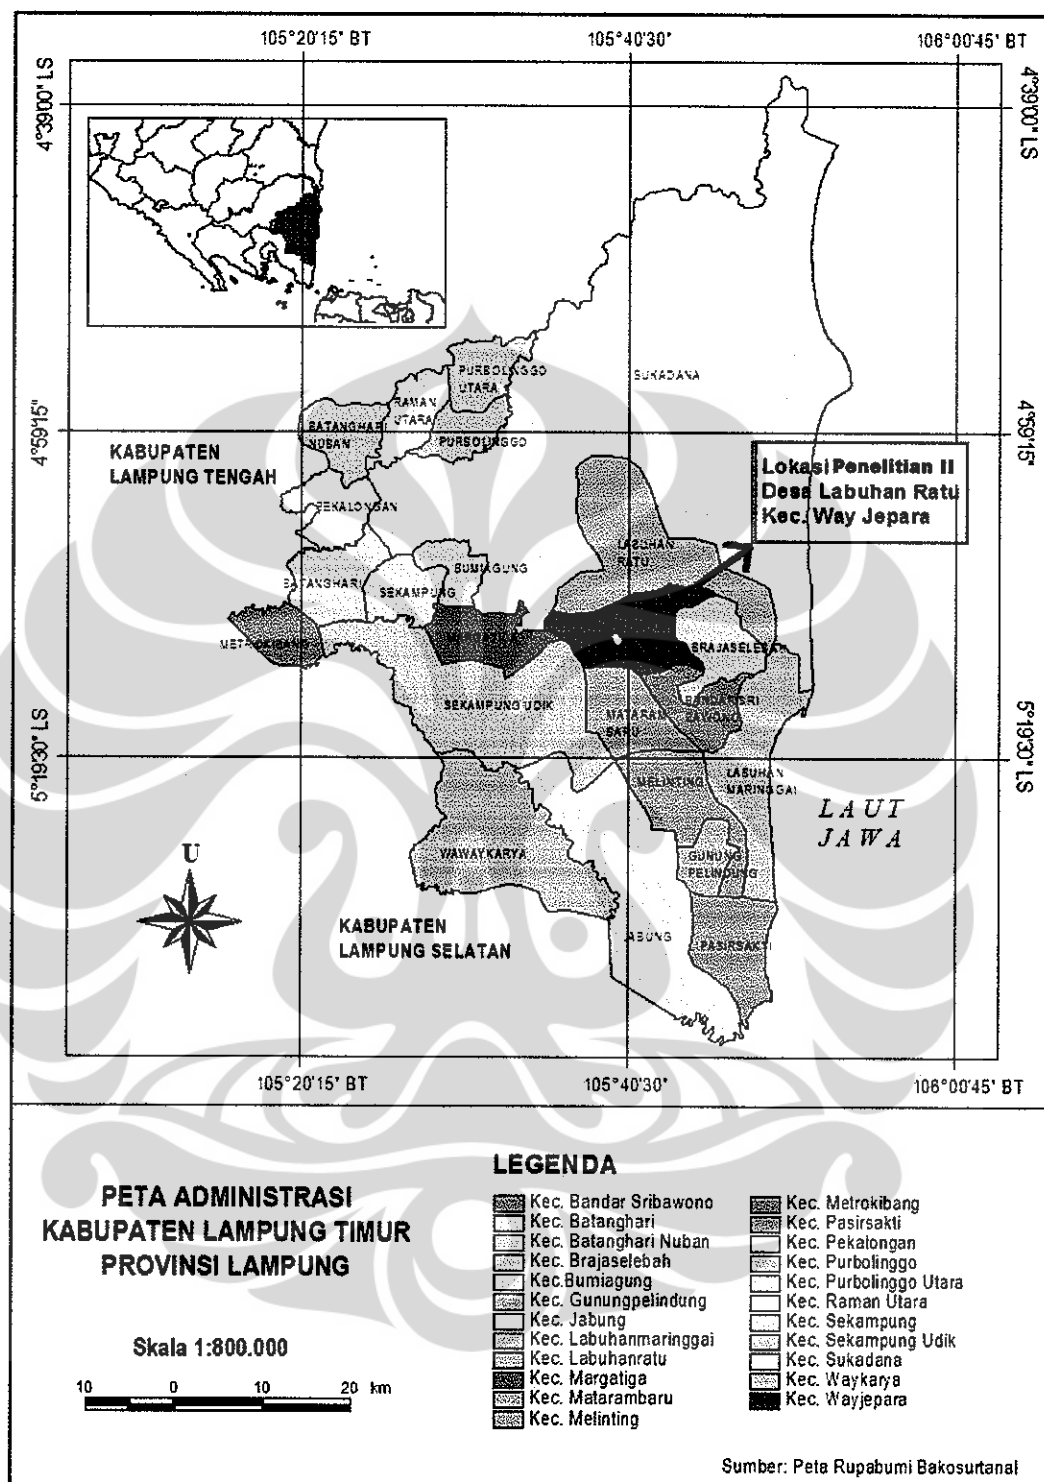 105°20'15" BT
105°40'30"
106°00'45" BT
4°39'00" LS
4°39'00" LS
SUKADANA
PURBOLINGGO
UTARA
RAMAN
UTARA
BATANGHARI
NUBAN
PURBOLINGGO
4°59'15"
4°59'15"
KABUPATEN
LAMPUNG TENGAH
Lokasi Penelitian II
Desa Labuhan Ratu
Kec. Way Jepara
PEKALONGAN
LABUHAN
RATU
BUMIAGUNG
BATANGHARI
SEKAMPUNG
METROKIBANG
BRAJASELEBAH
SEKAMPUNG UDIK
MATARAM
BARU
BANDAR SRI
BAWONO
5°19'30" LS
5°19'30" LS
MELINTING
LABUHAN
MARINGGAI
LAUT
JAWA
U
WAWAYKARYA
GUNUNG
PELINDUNG
KABUPATEN
LAMPUNG SELATAN
JABUNG
PASIRSAKTI
105°20'15" BT
105°40'30"
106°00'45" BT
PETA ADMINISTRASI
KABUPATEN LAMPUNG TIMUR
PROVINSI LAMPUNG
Skala 1:800.000
10 0 10 20 km
LEGENDA
Kec. Bandar Sribawono
Kec. Batanghari
Kec. Batanghari Nuban
Kec. Brajaselebah
Kec.Bumiagung
Kec. Gunungpelindung
Kec. Jabung
Kec. Labuhanmaringgai
Kec. Labuhanratu
Kec. Margatiga
Kec. Matarambaru
Kec. Melinting
Kec. Metrokibang
Kec. Pasirsakti
Kec. Pekalongan
Kec. Purbolinggo
Kec. Purbolinggo Utara
Kec. Raman Utara
Kec. Sekampung
Kec. Sekampung Udik
Kec. Sukadana
Kec. Waykarya
Kec. Wayjepara
Sumber: Peta Rupabumi Bakosurtanal